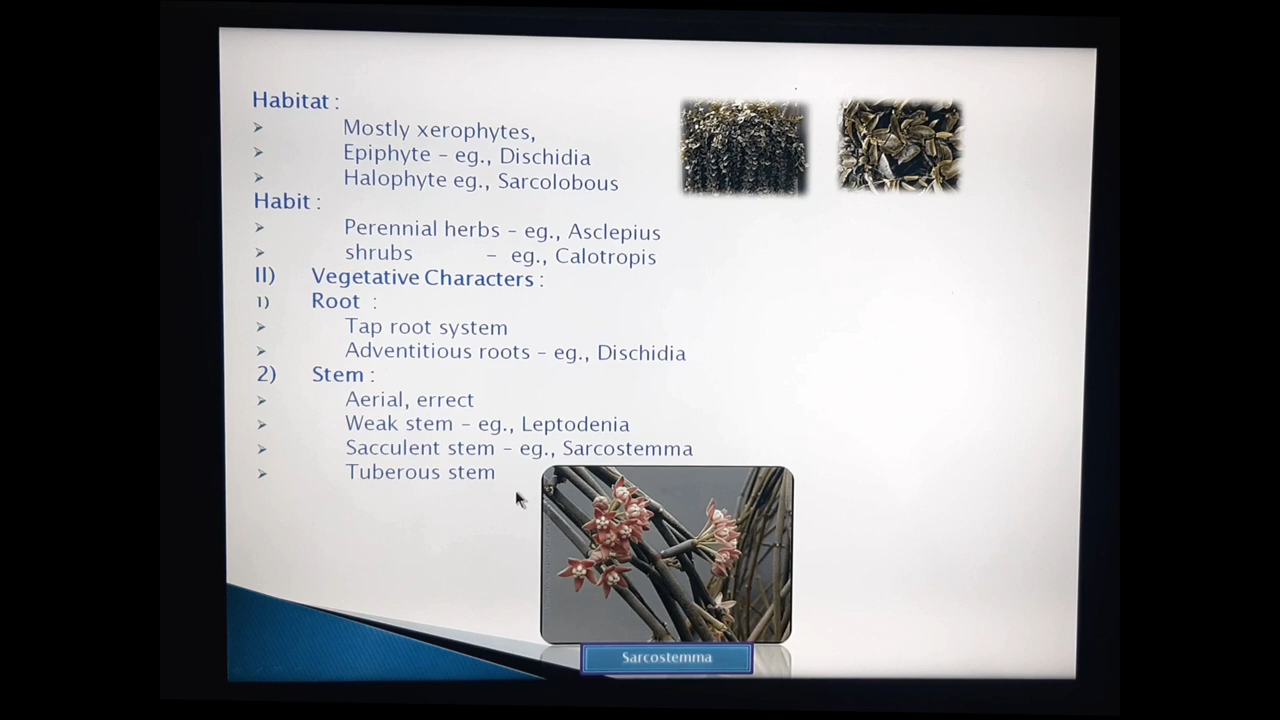 Habitat :
➢ Mostly xerophytes,
➢ Epiphyte – eg., Dischidia
➢ Halophyte eg., Sarcolobous
Habit :
➢ Perennial herbs – eg., Asclepius
➢ shrubs – eg., Calotropis
II) Vegetative Characters :
1) Root :
➢ Tap root system
➢ Adventitious roots – eg., Dischidia
2) Stem :
➢ Aerial, errect
➢ Weak stem – eg., Leptodenia
➢ Sacculent stem – eg., Sarcostemma
➢ Tuberous stem
Sarcostemma